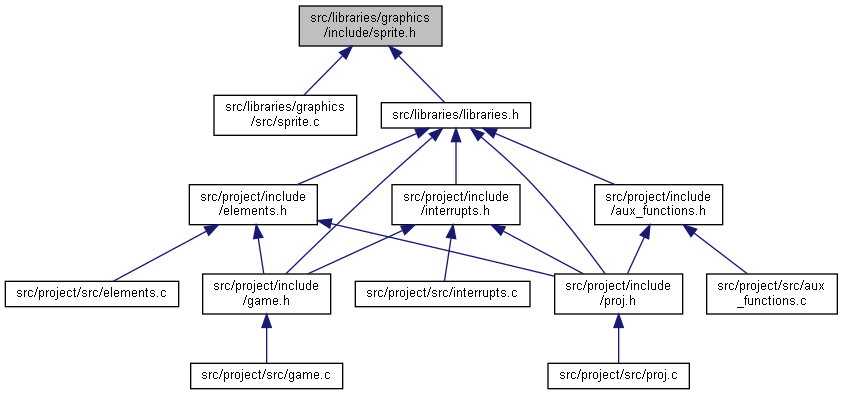 src/libraries/graphics
/include/sprite.h
src/libraries/graphics
/src/sprite.c
src/libraries/libraries.h
src/project/include
/elements.h
src/project/include
/interrupts.h
src/project/include
/aux_functions.h
src/project/src/elements.c
src/project/include
/game.h
src/project/src/interrupts.c
src/project/include
/proj.h
src/project/src/aux
_functions.c
src/project/src/game.c
src/project/src/proj.c